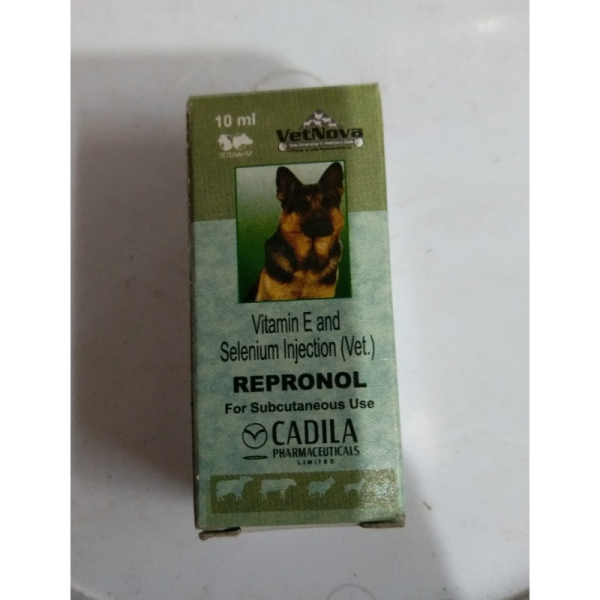 10 ml
VetNova
Vitamin E and
Selenium Injection (Vet.)
REPRONOL
For Subcutaneous Use
CADILA
PHARMACEUTICALS
LIMITED